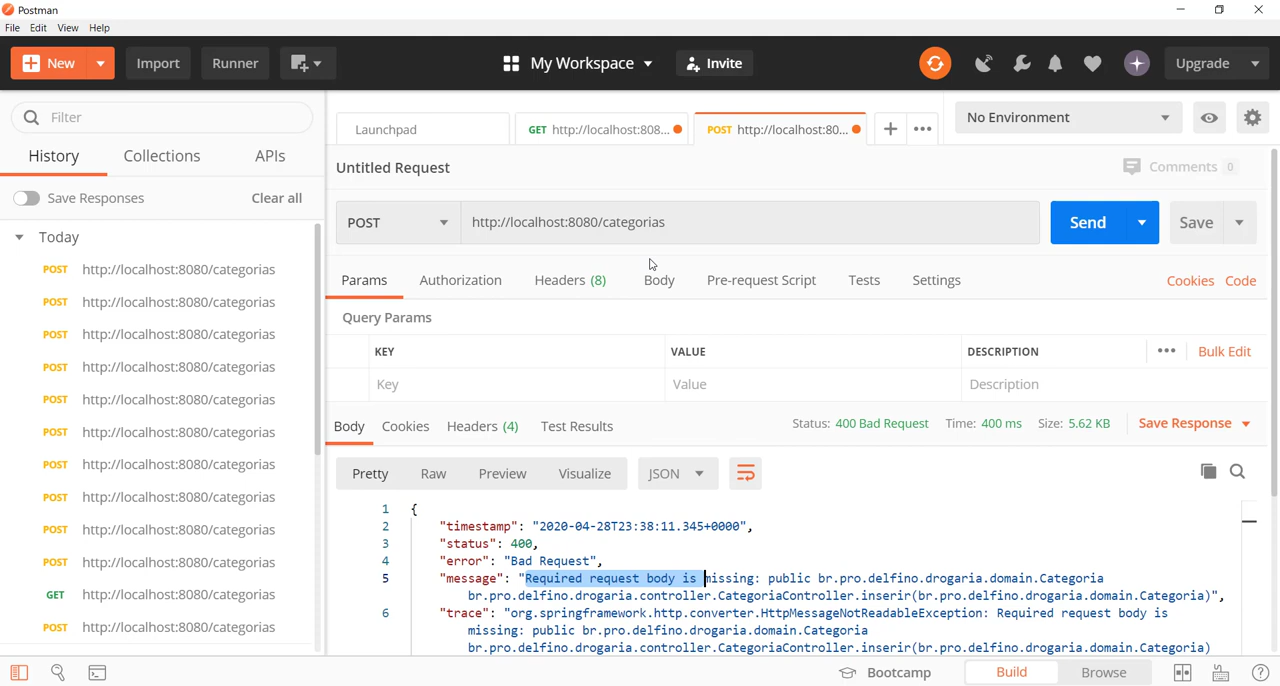 Postman
File Edit View Help
New Import Runner My Workspace Invite Upgrade
Filter
History Collections APIs
Save Responses Clear all
Today
POST http://localhost:8080/categorias
POST http://localhost:8080/categorias
POST http://localhost:8080/categorias
POST http://localhost:8080/categorias
POST http://localhost:8080/categorias
POST http://localhost:8080/categorias
POST http://localhost:8080/categorias
POST http://localhost:8080/categorias
POST http://localhost:8080/categorias
POST http://localhost:8080/categorias
GET http://localhost:8080/categorias
POST http://localhost:8080/categorias
Launchpad GET http://localhost:808... POST http://localhost:80... ••• No Environment
Untitled Request Comments 0
POST http://localhost:8080/categorias Send Save
Params Authorization Headers (8) Body Pre-request Script Tests Settings Cookies Code
Query Params
KEY VALUE DESCRIPTION ••• Bulk Edit
Key Value Description
Body Cookies Headers (4) Test Results Status: 400 Bad Request Time: 400 ms Size: 5.62 KB Save Response
Pretty Raw Preview Visualize JSON
1 {
2 "timestamp": "2020-04-28T23:38:11.345+0000",
3 "status": 400,
4 "error": "Bad Request",
5 "message": "Required request body is missing: public br.pro.delfino.drogaria.domain.Categoria
br.pro.delfino.drogaria.controller.CategoriaController.inserir(br.pro.delfino.drogaria.domain.Categoria)",
6 "trace": "org.springframework.http.converter.HttpMessageNotReadableException: Required request body is
missing: public br.pro.delfino.drogaria.domain.Categoria
br.pro.delfino.drogaria.controller.CategoriaController.inserir(br.pro.delfino.drogaria.domain.Categoria)
Bootcamp Build Browse